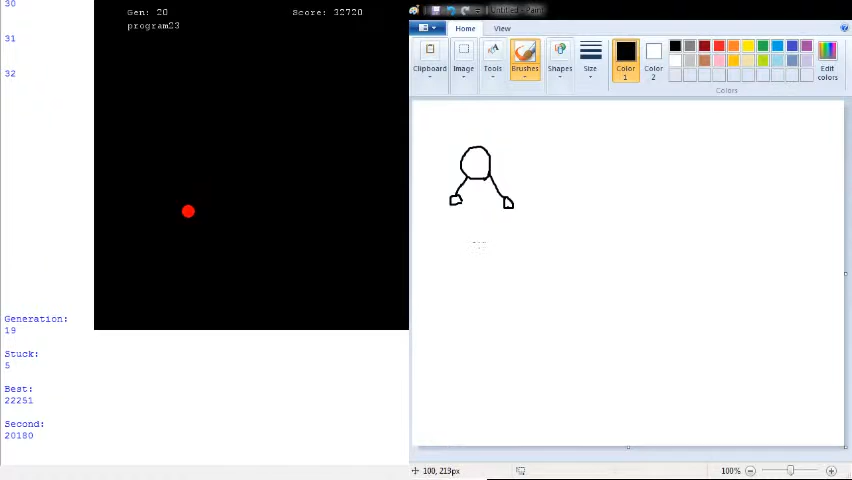 30
31
32
Gen: 20 Score: 32720
program23
Generation:
19
Stuck:
5
Best:
22251
Second:
20180
Untitled - Paint
Home View
Clipboard Image Tools Brushes Shapes Size Color 1 Color 2 Edit colors
Colors
100, 213px 100%